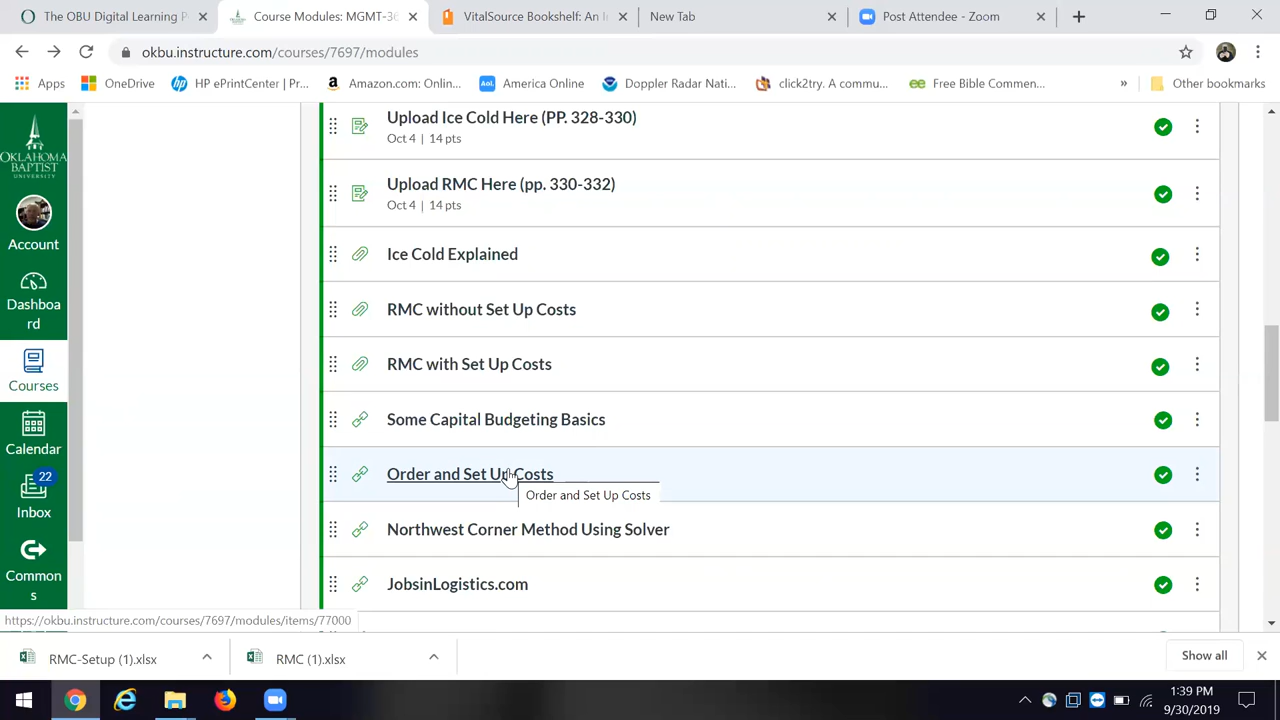 The OBU Digital Learning P
Course Modules: MGMT-36
VitalSource Bookshelf: An In
New Tab
Post Attendee - Zoom
okbu.instructure.com/courses/7697/modules
Apps
OneDrive
HP ePrintCenter | Pr...
Amazon.com: Onlin...
America Online
Doppler Radar Nati...
click2try. A commu...
Free Bible Commen...
»
Other bookmarks
OKLAHOMA
BAPTIST
UNIVERSITY
Account
Dashboa
rd
Courses
Calendar
22
Inbox
Common
s
Upload Ice Cold Here (PP. 328-330)
Oct 4 | 14 pts
Upload RMC Here (pp. 330-332)
Oct 4 | 14 pts
Ice Cold Explained
RMC without Set Up Costs
RMC with Set Up Costs
Some Capital Budgeting Basics
Order and Set Up Costs
Order and Set Up Costs
Northwest Corner Method Using Solver
JobsinLogistics.com
https://okbu.instructure.com/courses/7697/modules/items/77000
RMC-Setup (1).xlsx
RMC (1).xlsx
Show all
1:39 PM
9/30/2019